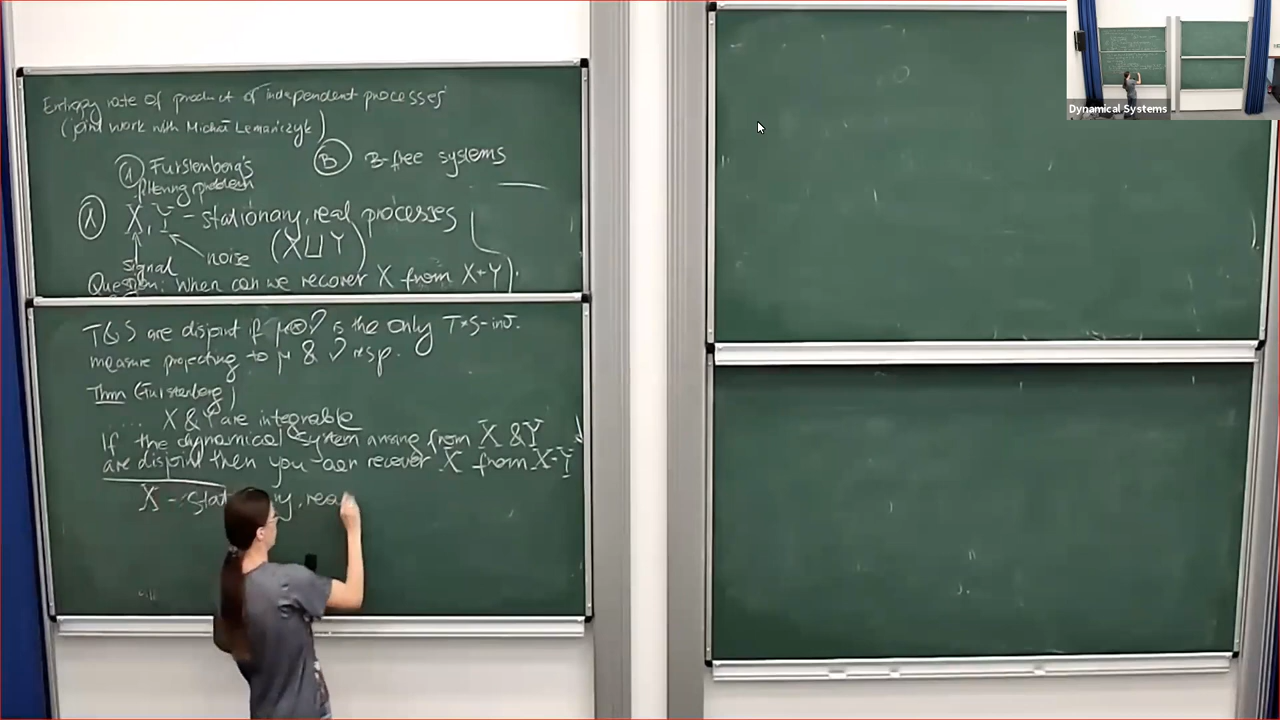 Entropy rate of product of independent processes
(joint work with Michał Lemańczyk)
Ⓐ Furstenberg's
filtering problem
Ⓑ B-free systems
Ⓐ X, Y - stationary, real processes
signal
noise (X ⊔ Y)
Question: When can we recover X from X+Y?
T & S are disjoint if μ⊗ν is the only T×S-inv.
measure projecting to μ & ν resp.
Thm (Furstenberg)
.... X & Y are integrable
If the dynamical system arising from X & Y
are disjoint then you can recover X from X+Y
X - stat y, rea
Dynamical Systems